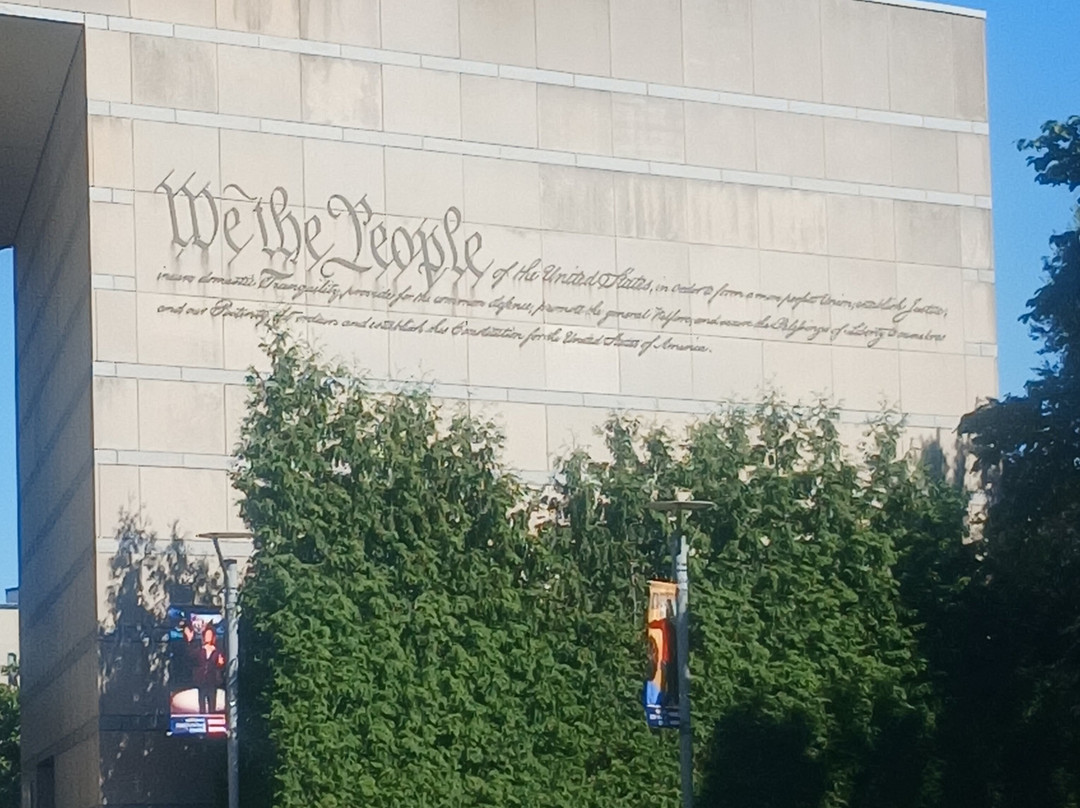 We the People of the United States, in order to form a more perfect Union, establish Justice,
insure domestic Tranquility, provide for the common defence, promote the general Welfare, and secure the Blessings of Liberty to ourselves
and our Posterity, do ordain and establish this Constitution for the United States of America.